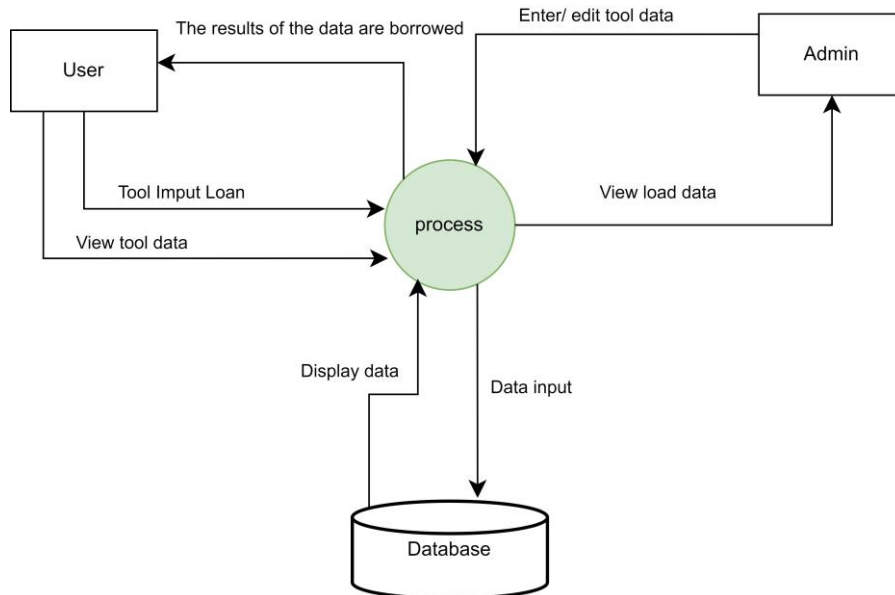 Enter/ edit tool data
The results of the data are borrowed
User
Admin
Tool Imput Loan
View load data
process
View tool data
Display data
Data input
Database